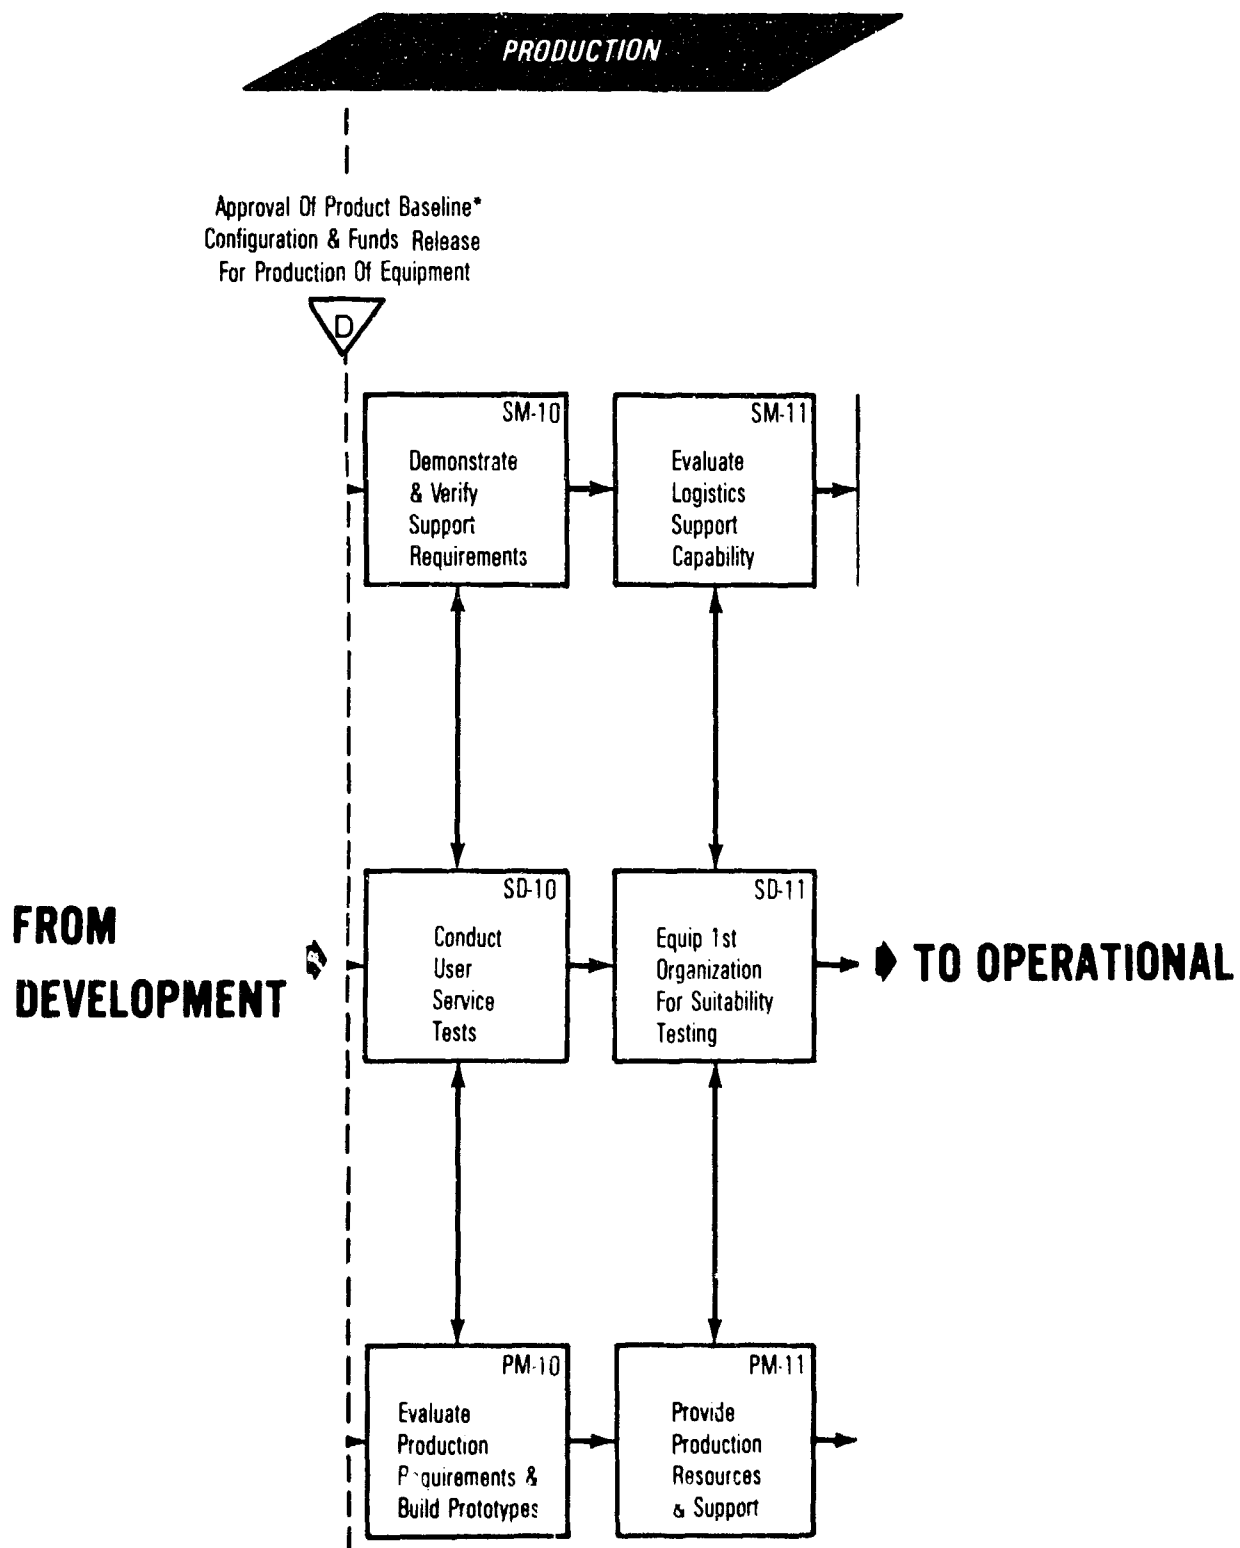 PRODUCTION
Approval Of Product Baseline*
Configuration & Funds Release
For Production Of Equipment
D
SM-10
Demonstrate
& Verify
Support
Requirements
SM-11
Evaluate
Logistics
Support
Capability
FROM
DEVELOPMENT
SD-10
Conduct
User
Service
Tests
SD-11
Equip 1st
Organization
For Suitability
Testing
TO OPERATIONAL
PM-10
Evaluate
Production
Requirements &
Build Prototypes
PM-11
Provide
Production
Resources
& Support